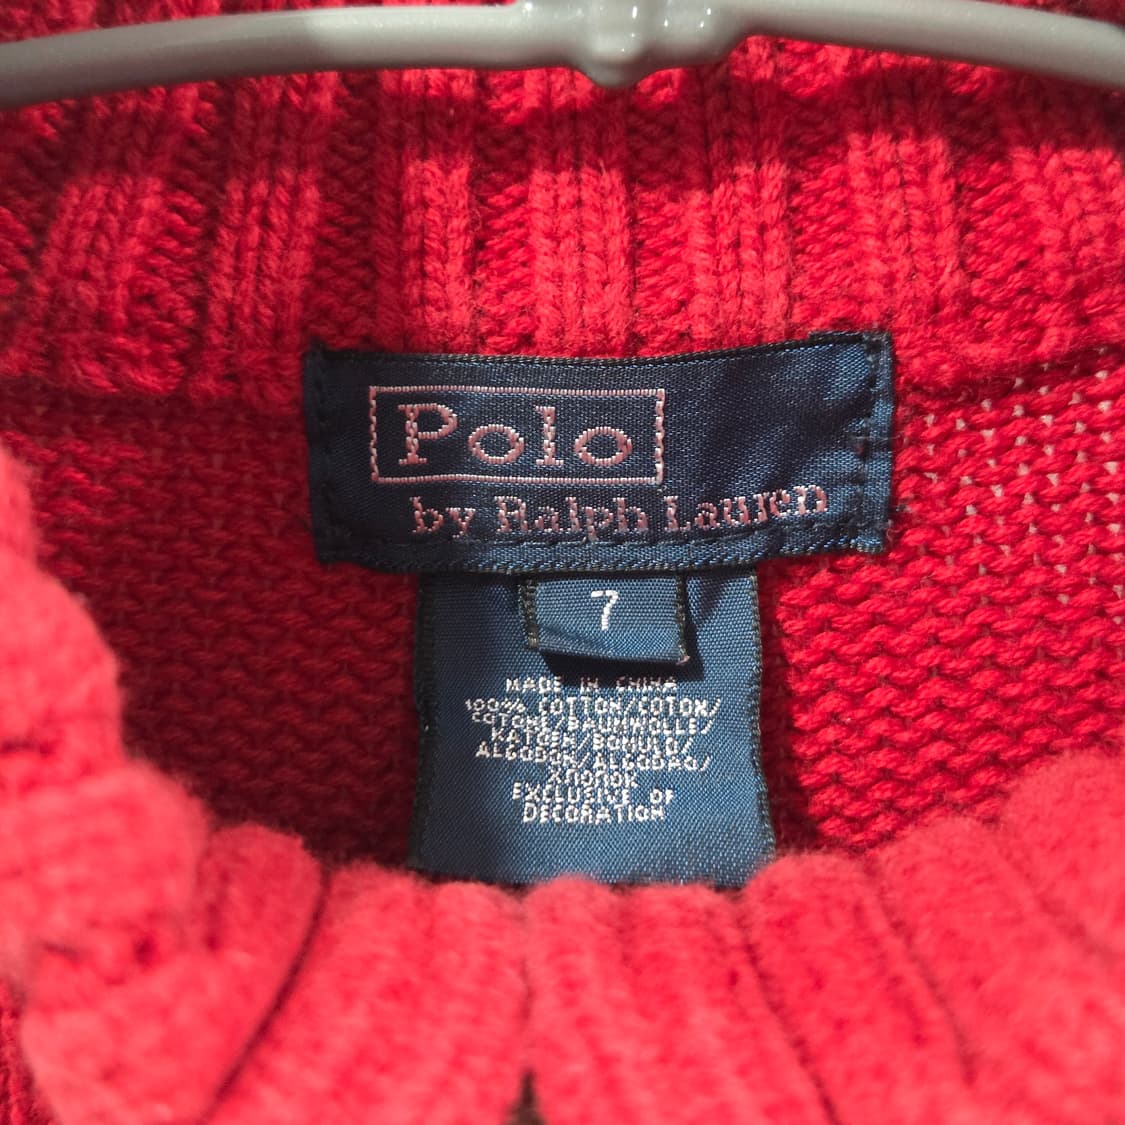 Polo
by Ralph Lauren
7
MADE IN CHINA
100% COTTON/COTON/
COTONE/BAUMWOLLE/
KATOEN/BOMULD/
ALGODON/ALGODAO/
EXCLUSIVE OF
DECORATION